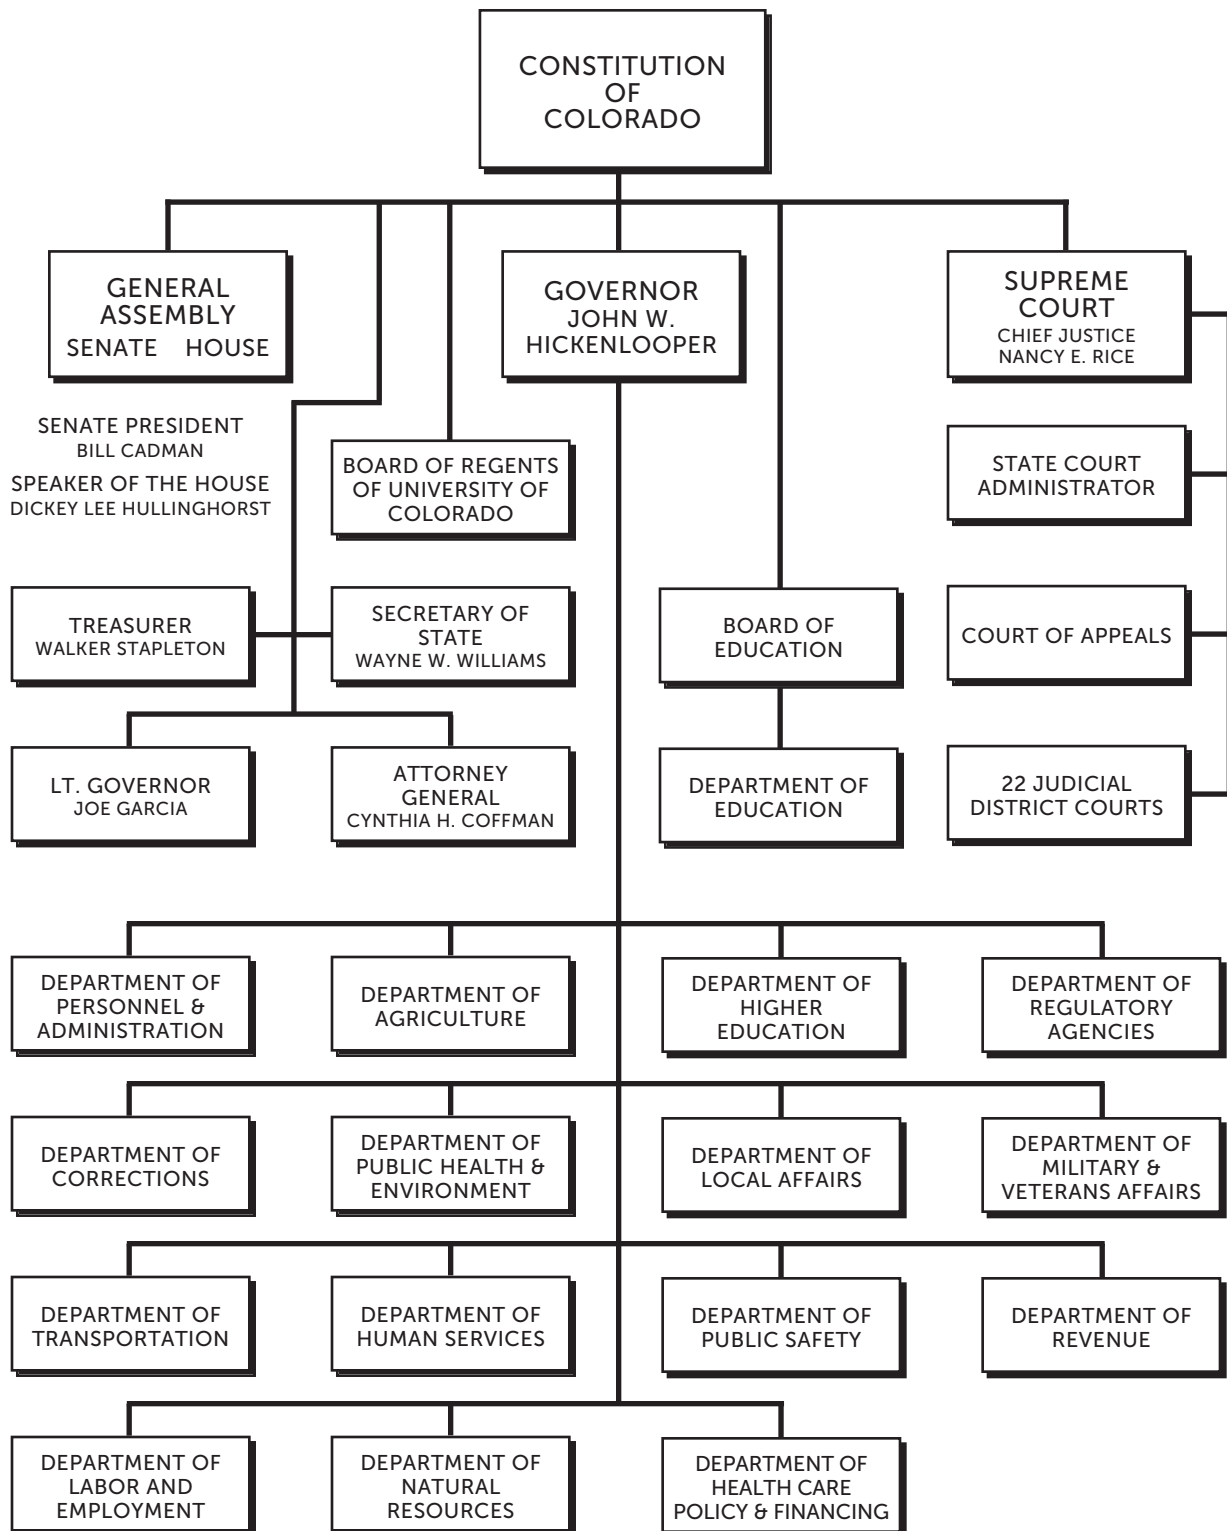 CONSTITUTION
OF
COLORADO
GENERAL
ASSEMBLY
SENATE HOUSE
GOVERNOR
JOHN W.
HICKENLOOPER
SUPREME
COURT
CHIEF JUSTICE
NANCY E. RICE
SENATE PRESIDENT
BILL CADMAN
SPEAKER OF THE HOUSE
DICKEY LEE HULLINGHORST
BOARD OF REGENTS
OF UNIVERSITY OF
COLORADO
STATE COURT
ADMINISTRATOR
TREASURER
WALKER STAPLETON
SECRETARY OF
STATE
WAYNE W. WILLIAMS
BOARD OF
EDUCATION
COURT OF APPEALS
LT. GOVERNOR
JOE GARCIA
ATTORNEY
GENERAL
CYNTHIA H. COFFMAN
DEPARTMENT OF
EDUCATION
22 JUDICIAL
DISTRICT COURTS
DEPARTMENT OF
PERSONNEL &
ADMINISTRATION
DEPARTMENT OF
AGRICULTURE
DEPARTMENT OF
HIGHER
EDUCATION
DEPARTMENT OF
REGULATORY
AGENCIES
DEPARTMENT OF
CORRECTIONS
DEPARTMENT OF
PUBLIC HEALTH &
ENVIRONMENT
DEPARTMENT OF
LOCAL AFFAIRS
DEPARTMENT OF
MILITARY &
VETERANS AFFAIRS
DEPARTMENT OF
TRANSPORTATION
DEPARTMENT OF
HUMAN SERVICES
DEPARTMENT OF
PUBLIC SAFETY
DEPARTMENT OF
REVENUE
DEPARTMENT OF
LABOR AND
EMPLOYMENT
DEPARTMENT OF
NATURAL
RESOURCES
DEPARTMENT OF
HEALTH CARE
POLICY & FINANCING